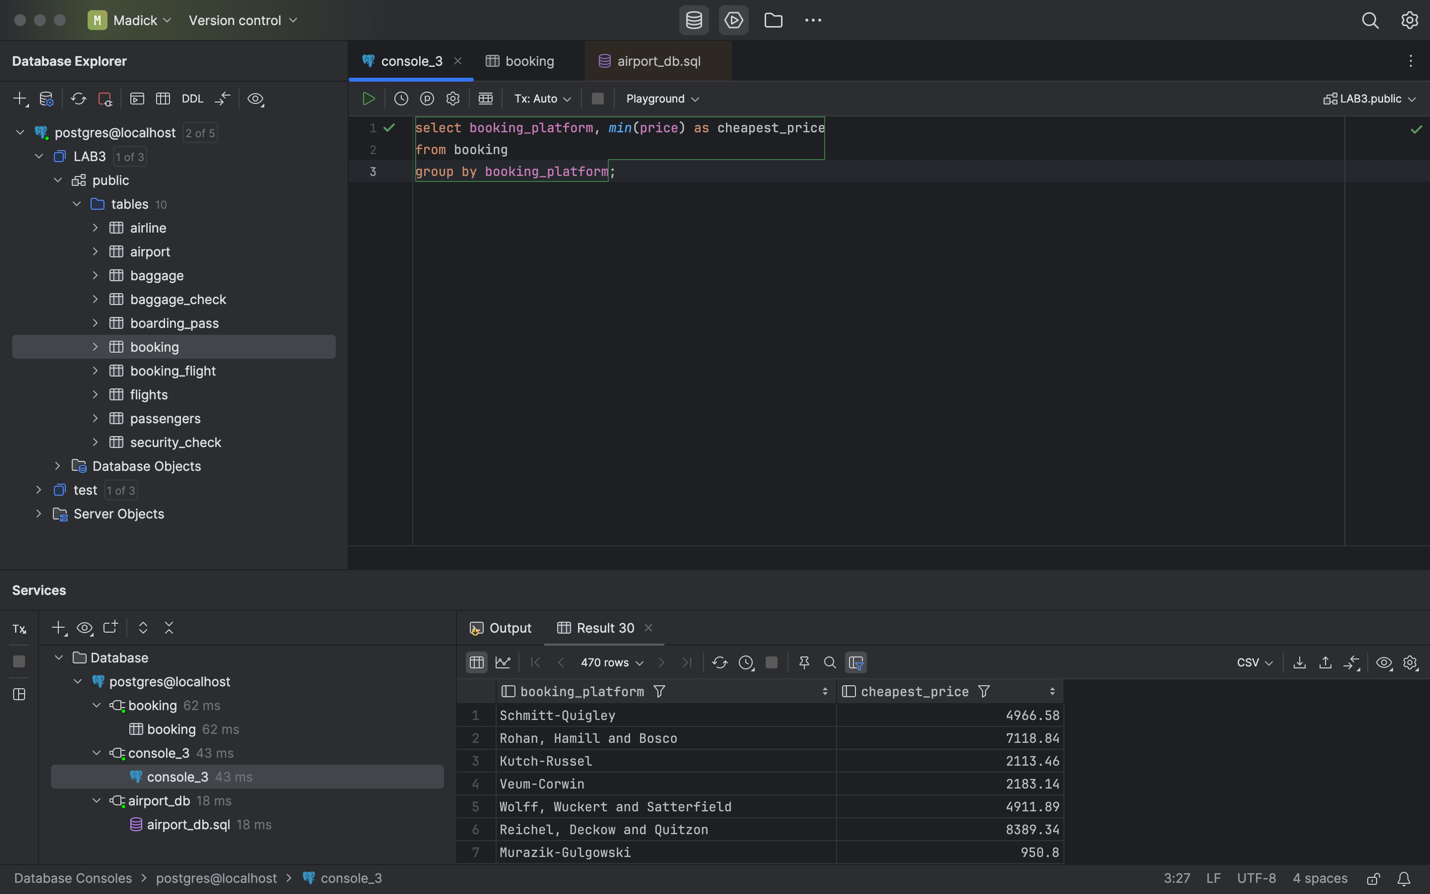 M Madick Version control
Database Explorer
console_3
booking
airport_db.sql
DDL
Tx: Auto
Playground
LAB3.public
postgres@localhost 2 of 5
LAB3 1 of 3
public
tables 10
airline
airport
baggage
baggage_check
boarding_pass
booking
booking_flight
flights
passengers
security_check
Database Objects
test 1 of 3
Server Objects
1 select booking_platform, min(price) as cheapest_price
2 from booking
3 group by booking_platform;
Services
Tx
Database
postgres@localhost
booking 62 ms
booking 62 ms
console_3 43 ms
console_3 43 ms
airport_db 18 ms
airport_db.sql 18 ms
Output Result 30
470 rows CSV
booking_platform cheapest_price
1 Schmitt-Quigley 4966.58
2 Rohan, Hamill and Bosco 7118.84
3 Kutch-Russel 2113.46
4 Veum-Corwin 2183.14
5 Wolff, Wuckert and Satterfield 4911.89
6 Reichel, Deckow and Quitzon 8389.34
7 Murazik-Gulgowski 950.8
Database Consoles > postgres@localhost > console_3
3:27 LF UTF-8 4 spaces